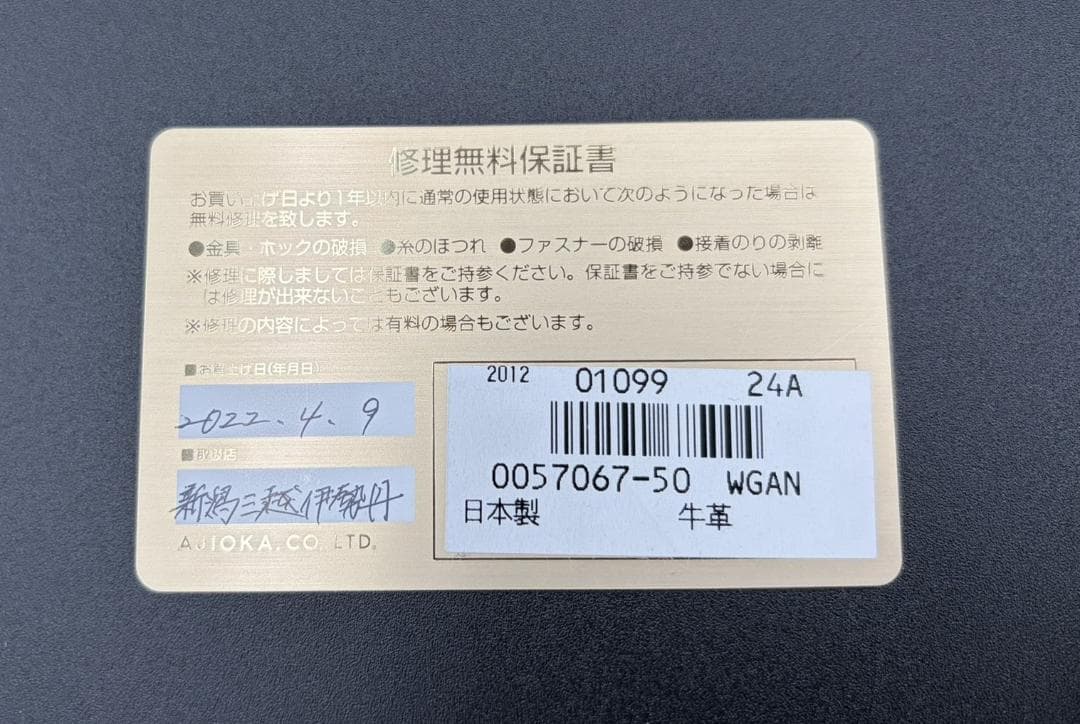 修理無料保証書
お買い上げ日より1年以内に通常の使用状態において次のようになった場合は
無料修理を致します。
●金具・ホックの破損 ●糸のほつれ ●ファスナーの破損 ●接着のりの剥離
※修理に際しましては保証書をご持参ください。保証書をご持参でない場合に
は修理が出来ないこともございます。
※修理の内容によっては有料の場合もございます。
■お買上げ日(年月日)
2022.4.9
■取扱店
新潟三越伊勢丹
AJIOKA.CO.,LTD.
2012 01099 24A
0057067-50 WGAN
日本製 牛革